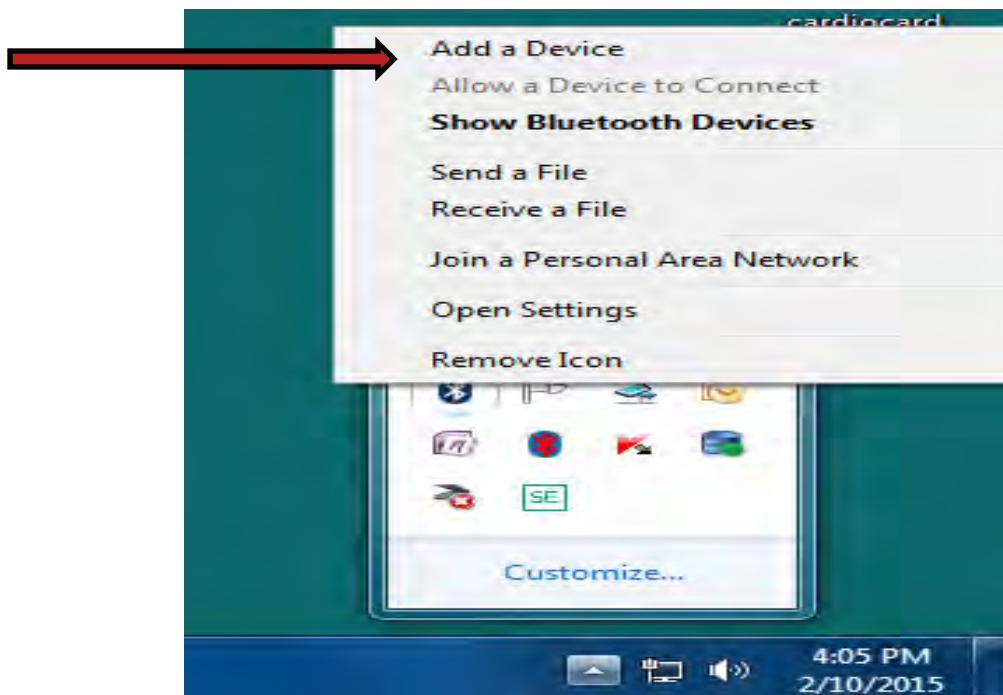 cardiocard
Add a Device
Allow a Device to Connect
Show Bluetooth Devices
Send a File
Receive a File
Join a Personal Area Network
Open Settings
Remove Icon
SE
Customize...
4:05 PM
2/10/2015